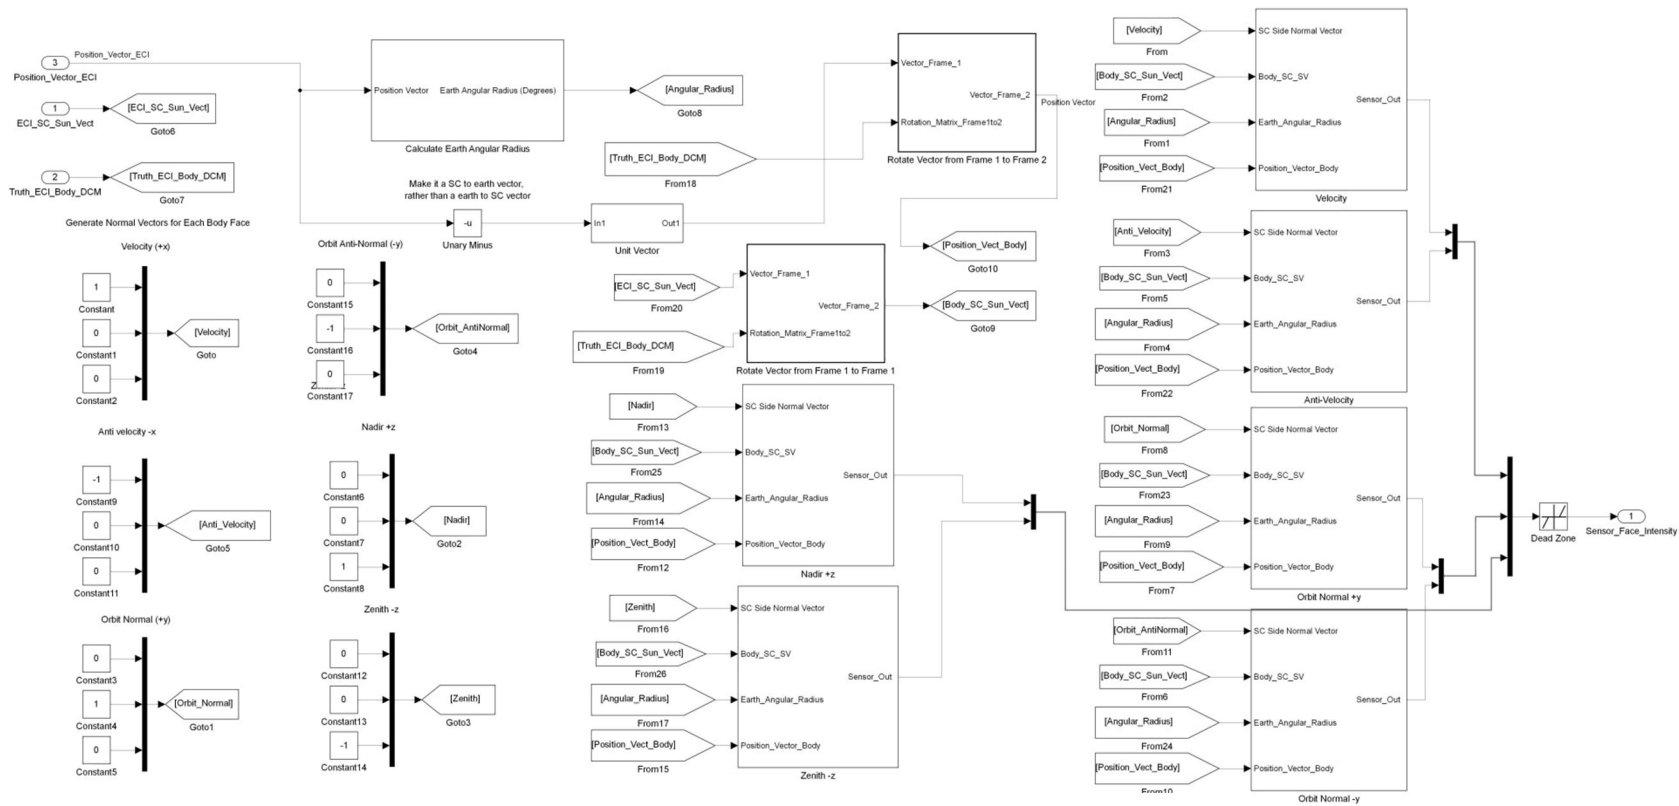 3
Position_Vector_ECI
Position_Vector_ECI
1
ECI_SC_Sun_Vect
[ECI_SC_Sun_Vect]
Goto6
2
Truth_ECI_Body_DCM
[Truth_ECI_Body_DCM]
Goto7
Position Vector
Earth Angular Radius (Degrees)
Calculate Earth Angular Radius
[Angular_Radius]
Goto8
[Truth_ECI_Body_DCM]
From18
Make it a SC to earth vector,
rather than a earth to SC vector
-u
Unary Minus
In1
Out1
Unit Vector
Vector_Frame_1
Vector_Frame_2
Rotation_Matrix_Frame1to2
Rotate Vector from Frame 1 to Frame 2
Position Vector
[Position_Vect_Body]
Goto10
[ECI_SC_Sun_Vect]
From20
[Truth_ECI_Body_DCM]
From19
Vector_Frame_1
Vector_Frame_2
Rotation_Matrix_Frame1to2
Rotate Vector from Frame 1 to Frame 1
[Body_SC_Sun_Vect]
Goto9
Generate Normal Vectors for Each Body Face
Velocity (+x)
1
Constant
0
Constant1
0
Constant2
[Velocity]
Goto
Orbit Anti-Normal (-y)
0
Constant15
-1
Constant16
0
Constant17
[Orbit_AntiNormal]
Goto4
Anti velocity -x
-1
Constant9
0
Constant10
0
Constant11
[Anti_Velocity]
Goto5
Nadir +z
0
Constant6
0
Constant7
1
Constant8
[Nadir]
Goto2
Orbit Normal (+y)
0
Constant3
1
Constant4
0
Constant5
[Orbit_Normal]
Goto1
Zenith -z
0
Constant12
0
Constant13
-1
Constant14
[Zenith]
Goto3
[Nadir]
From13
[Body_SC_Sun_Vect]
From25
[Angular_Radius]
From14
[Position_Vect_Body]
From12
SC Side Normal Vector
Body_SC_SV
Sensor_Out
Earth_Angular_Radius
Position_Vector_Body
Nadir +z
[Zenith]
From16
[Body_SC_Sun_Vect]
From26
[Angular_Radius]
From17
[Position_Vect_Body]
From15
SC Side Normal Vector
Body_SC_SV
Sensor_Out
Earth_Angular_Radius
Position_Vector_Body
Zenith -z
[Velocity]
From
[Body_SC_Sun_Vect]
From2
[Angular_Radius]
From1
[Position_Vect_Body]
From21
SC Side Normal Vector
Body_SC_SV
Sensor_Out
Earth_Angular_Radius
Position_Vector_Body
Velocity
[Anti_Velocity]
From3
[Body_SC_Sun_Vect]
From5
[Angular_Radius]
From4
[Position_Vect_Body]
From22
SC Side Normal Vector
Body_SC_SV
Sensor_Out
Earth_Angular_Radius
Position_Vector_Body
Anti-Velocity
[Orbit_Normal]
From8
[Body_SC_Sun_Vect]
From23
[Angular_Radius]
From9
[Position_Vect_Body]
From7
SC Side Normal Vector
Body_SC_SV
Sensor_Out
Earth_Angular_Radius
Position_Vector_Body
Orbit Normal +y
[Orbit_AntiNormal]
From11
[Body_SC_Sun_Vect]
From6
[Angular_Radius]
From24
[Position_Vect_Body]
From10
SC Side Normal Vector
Body_SC_SV
Sensor_Out
Earth_Angular_Radius
Position_Vector_Body
Orbit Normal -y
Dead Zone
1
Sensor_Face_Intensity